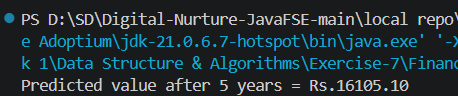 PS D:\SD\Digital-Nurture-JavaFSE-main\local repo\
e Adoptium\jdk-21.0.6.7-hotspot\bin\java.exe' '-X
k 1\Data Structure & Algorithms\Exercise-7\Financ
Predicted value after 5 years = Rs.16105.10